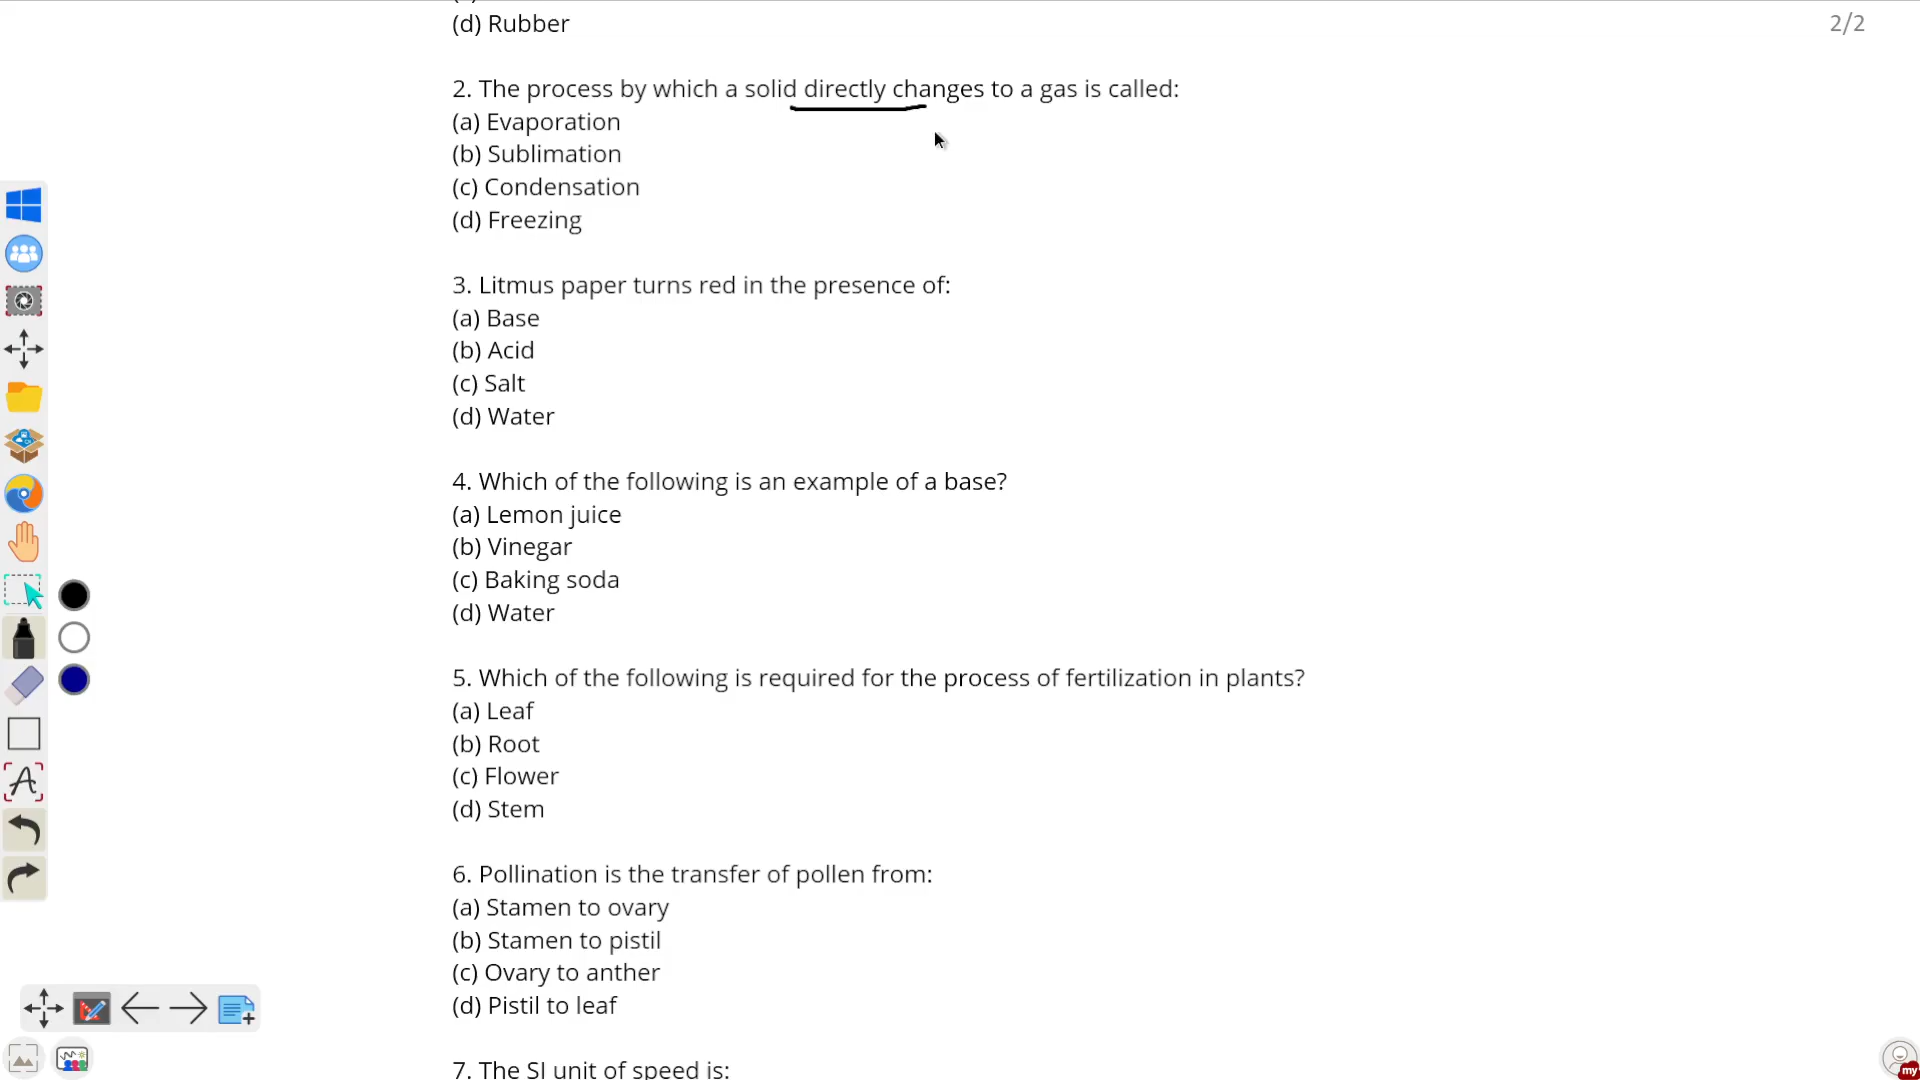 (d) Rubber
2/2
2. The process by which a solid directly changes to a gas is called:
(a) Evaporation
(b) Sublimation
(c) Condensation
(d) Freezing
3. Litmus paper turns red in the presence of:
(a) Base
(b) Acid
(c) Salt
(d) Water
4. Which of the following is an example of a base?
(a) Lemon juice
(b) Vinegar
(c) Baking soda
(d) Water
5. Which of the following is required for the process of fertilization in plants?
(a) Leaf
(b) Root
(c) Flower
(d) Stem
6. Pollination is the transfer of pollen from:
(a) Stamen to ovary
(b) Stamen to pistil
(c) Ovary to anther
(d) Pistil to leaf
7. The SI unit of speed is:
my